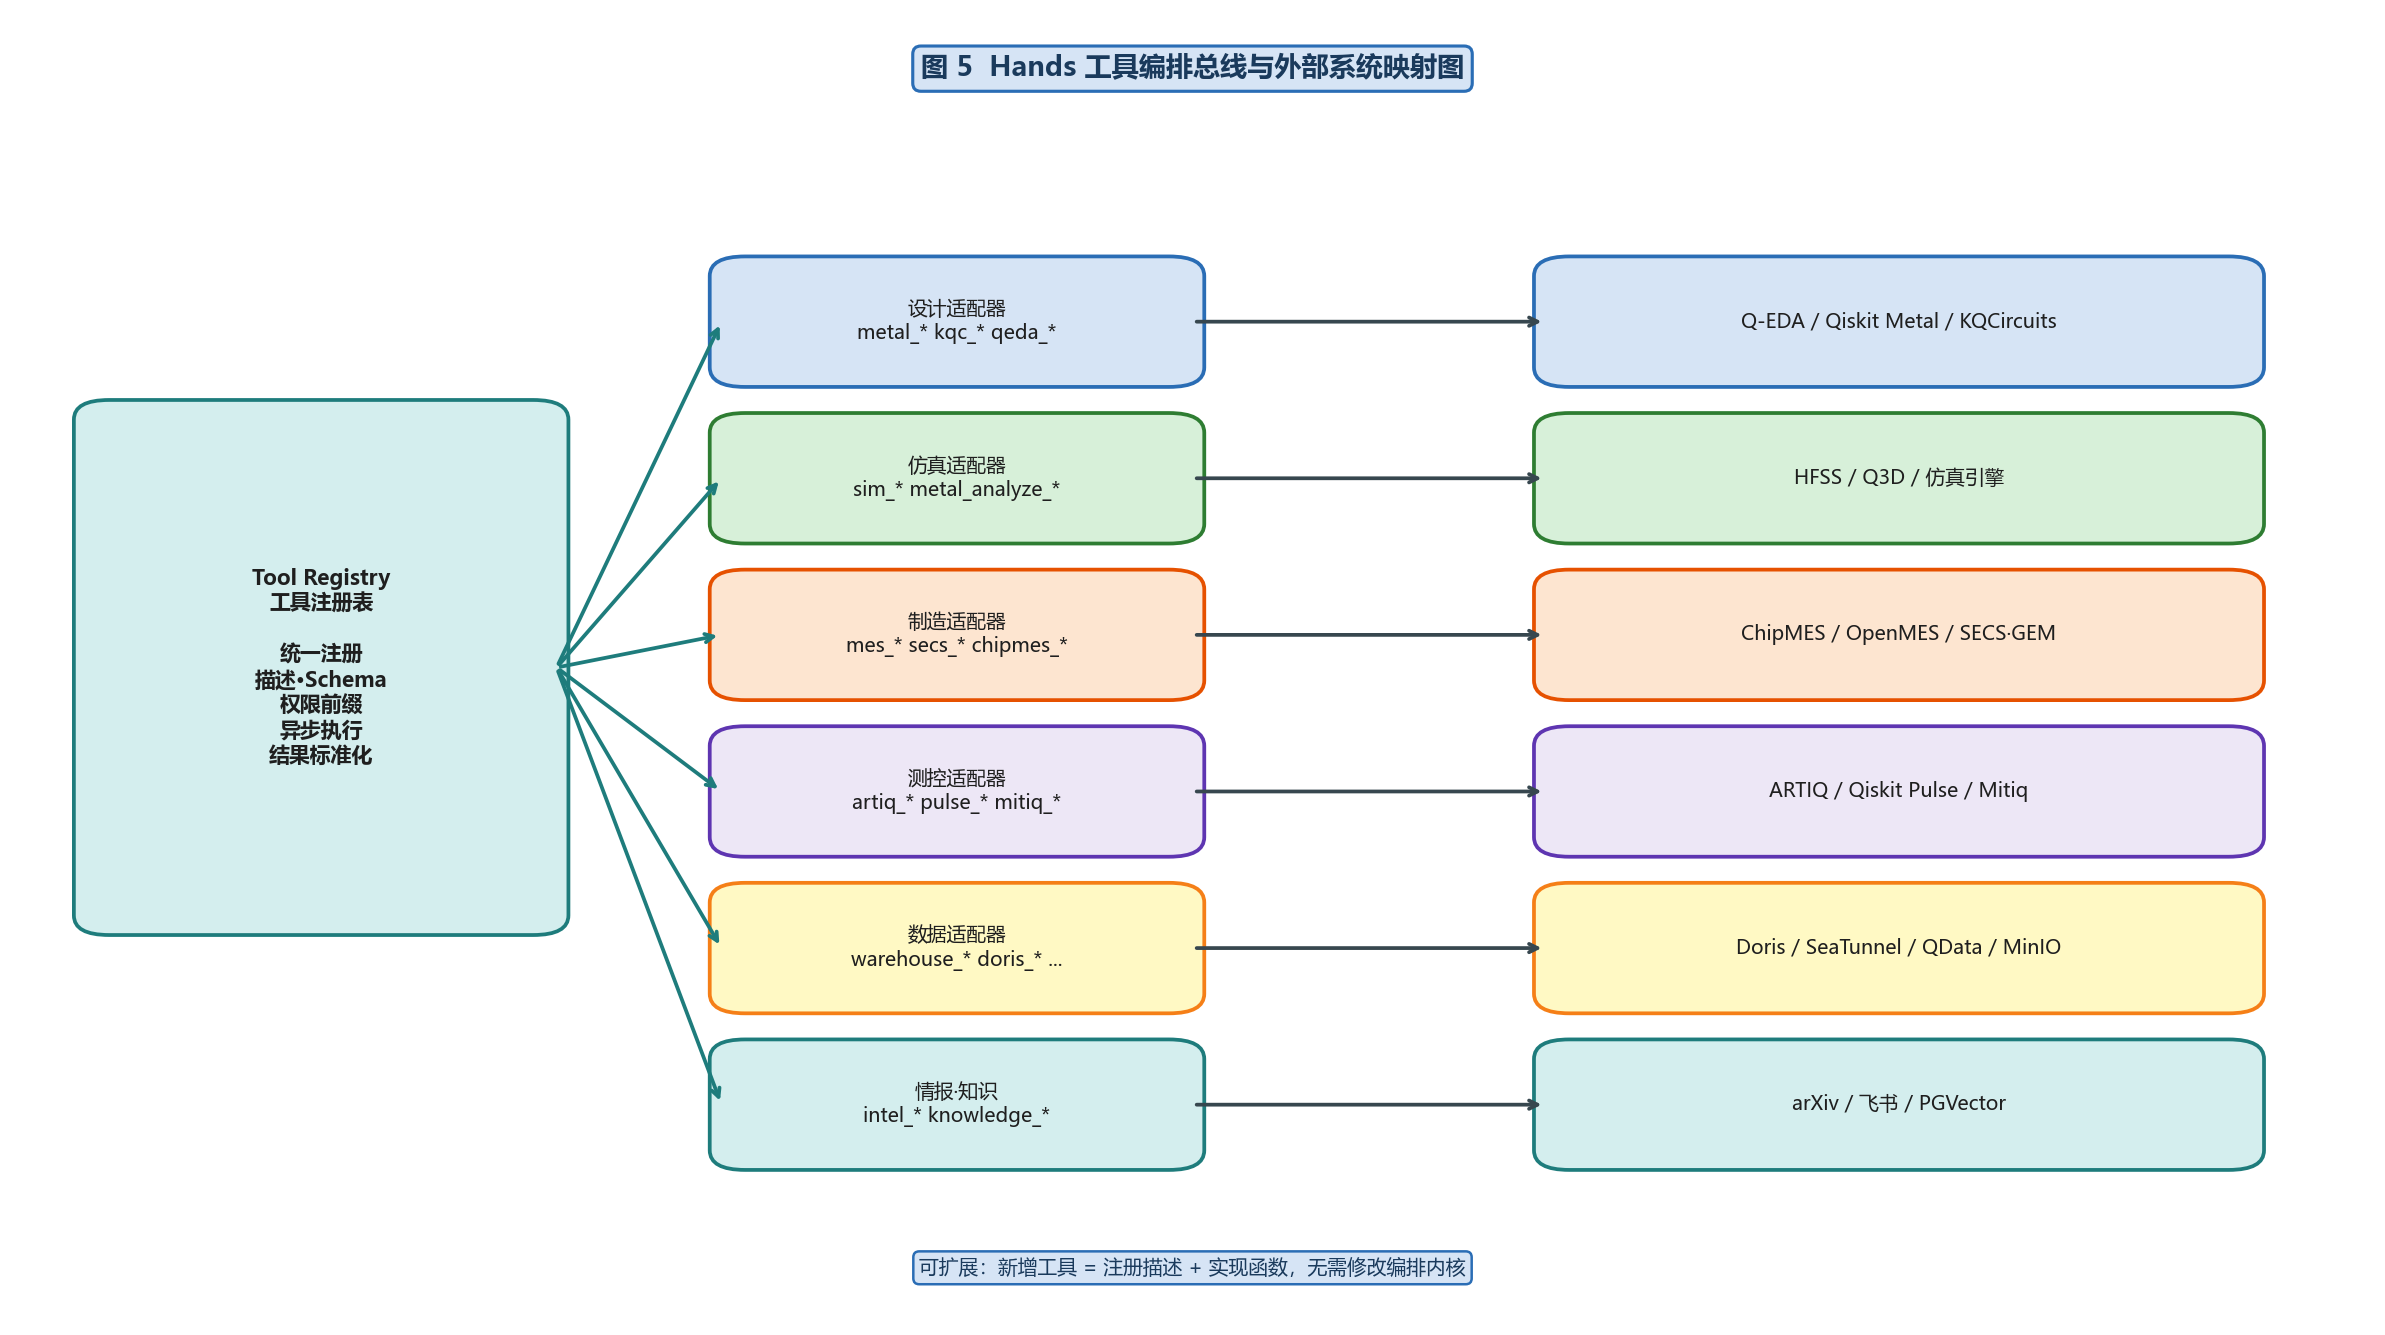 图 5  Hands 工具编排总线与外部系统映射图
Tool Registry
工具注册表
统一注册
描述•Schema
权限前缀
异步执行
结果标准化
设计适配器
metal_* kqc_* qeda_*
Q-EDA / Qiskit Metal / KQCircuits
仿真适配器
sim_* metal_analyze_*
HFSS / Q3D / 仿真引擎
制造适配器
mes_* secs_* chipmes_*
ChipMES / OpenMES / SECS·GEM
测控适配器
artiq_* pulse_* mitiq_*
ARTIQ / Qiskit Pulse / Mitiq
数据适配器
warehouse_* doris_* ...
Doris / SeaTunnel / QData / MinIO
情报·知识
intel_* knowledge_*
arXiv / 飞书 / PGVector
可扩展：新增工具 = 注册描述 + 实现函数，无需修改编排内核